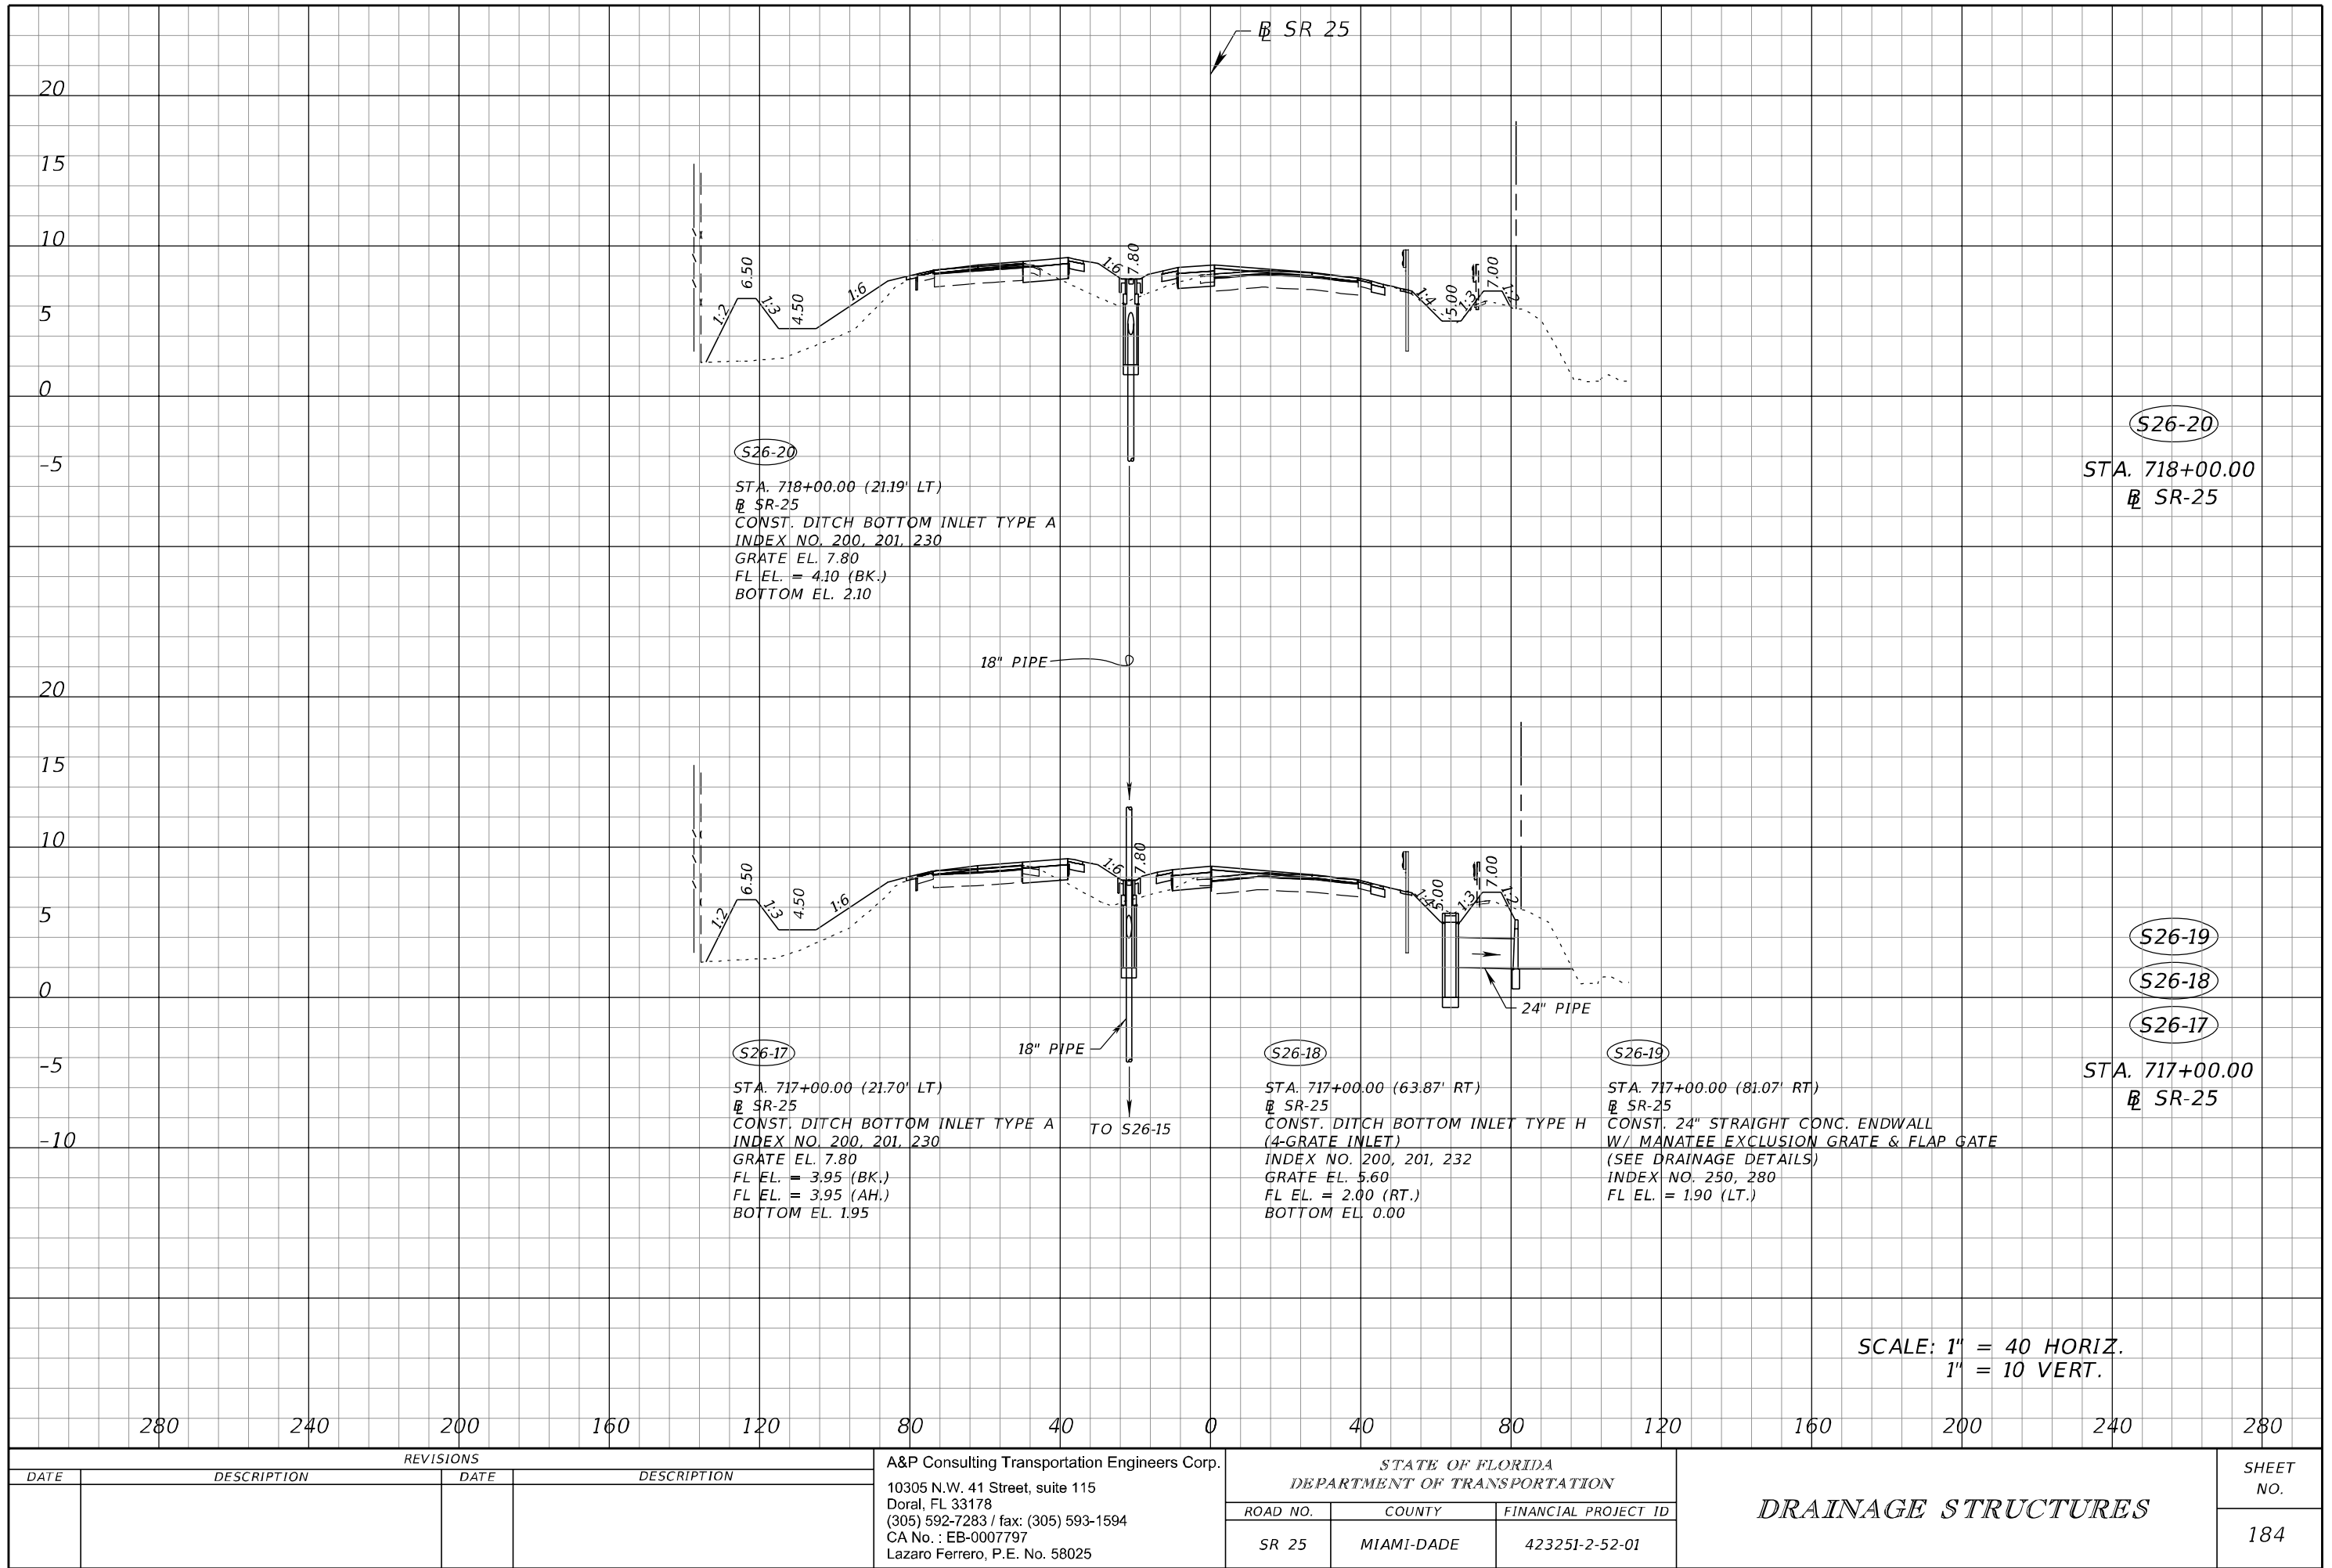 ℄ SR 25
20
15
10
5
0
-5
1:2
6.50
1:3
4.50
1:6
1:6
7.80
1:4
5.00
1:3
7.00
1:2
S26-20
STA. 718+00.00 (21.19' LT)
℄ SR-25
CONST. DITCH BOTTOM INLET TYPE A
INDEX NO. 200, 201, 230
GRATE EL. 7.80
FL EL. = 4.10 (BK.)
BOTTOM EL. 2.10
S26-20
STA. 718+00.00
℄ SR-25
18" PIPE
20
15
10
5
0
-5
-10
1:2
6.50
1:3
4.50
1:6
1:6
7.80
1:4
5.00
1:3
7.00
1:2
24" PIPE
18" PIPE
TO S26-15
S26-17
STA. 717+00.00 (21.70' LT)
℄ SR-25
CONST. DITCH BOTTOM INLET TYPE A
INDEX NO. 200, 201, 230
GRATE EL. 7.80
FL EL. = 3.95 (BK.)
FL EL. = 3.95 (AH.)
BOTTOM EL. 1.95
S26-18
STA. 717+00.00 (63.87' RT)
℄ SR-25
CONST. DITCH BOTTOM INLET TYPE H
(4-GRATE INLET)
INDEX NO. 200, 201, 232
GRATE EL. 5.60
FL EL. = 2.00 (RT.)
BOTTOM EL. 0.00
S26-19
STA. 717+00.00 (81.07' RT)
℄ SR-25
CONST. 24" STRAIGHT CONC. ENDWALL
W/ MANATEE EXCLUSION GRATE & FLAP GATE
(SEE DRAINAGE DETAILS)
INDEX NO. 250, 280
FL EL. = 1.90 (LT.)
S26-19
S26-18
S26-17
STA. 717+00.00
℄ SR-25
SCALE: 1" = 40 HORIZ.
1" = 10 VERT.
280 240 200 160 120 80 40 0 40 80 120 160 200 240 280
REVISIONS
DATE DESCRIPTION DATE DESCRIPTION
A&P Consulting Transportation Engineers Corp.
10305 N.W. 41 Street, suite 115
Doral, FL 33178
(305) 592-7283 / fax: (305) 593-1594
CA No. : EB-0007797
Lazaro Ferrero, P.E. No. 58025
STATE OF FLORIDA
DEPARTMENT OF TRANSPORTATION
ROAD NO. COUNTY FINANCIAL PROJECT ID
SR 25 MIAMI-DADE 423251-2-52-01
DRAINAGE STRUCTURES
SHEET
NO.
184